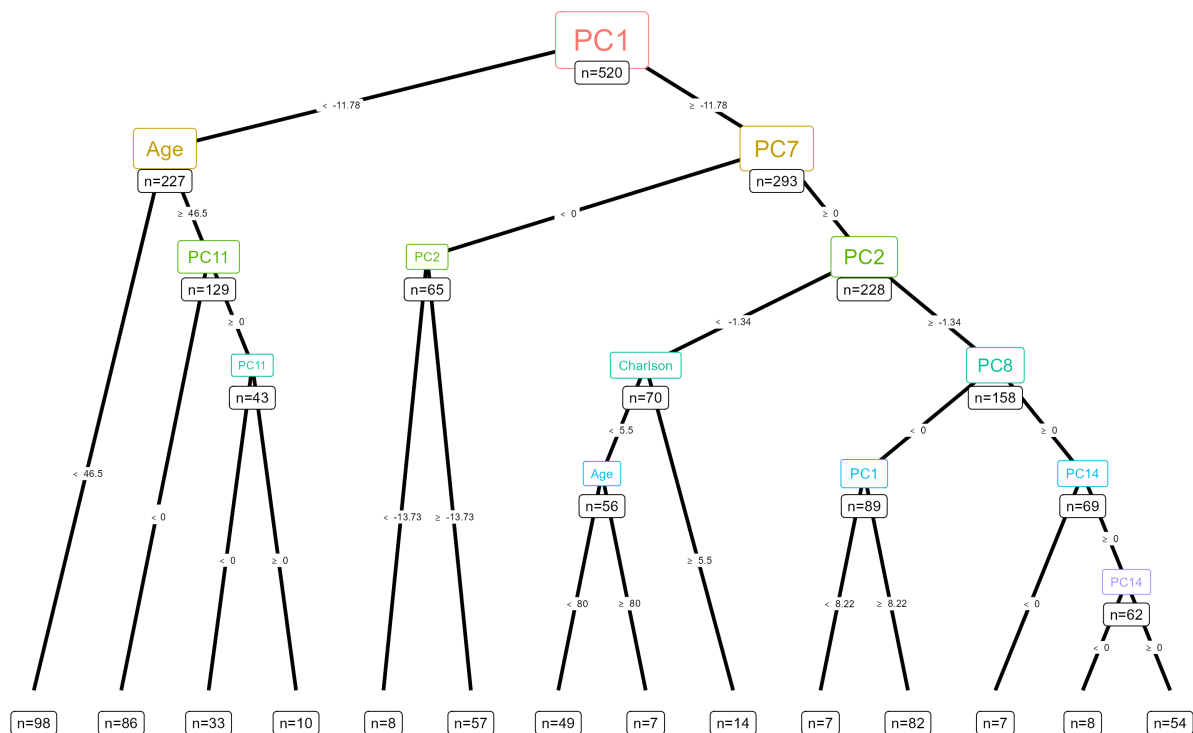 PC1
n=520
< -11.78
≥ -11.78
Age
n=227
PC7
n=293
≥ 46.5
< 0
≥ 0
PC11
n=129
PC2
n=65
PC2
n=228
≥ 0
< -1.34
≥ -1.34
PC11
n=43
Charlson
n=70
PC8
n=158
< 5.5
< 0
≥ 0
< 46.5
Age
n=56
PC1
n=89
PC14
n=69
< 0
< -13.73
≥ -13.73
≥ 0
< 0
≥ 0
≥ 5.5
PC14
n=62
< 80
≥ 80
< 8.22
≥ 8.22
< 0
< 0
≥ 0
n=98
n=86
n=33
n=10
n=8
n=57
n=49
n=7
n=14
n=7
n=82
n=7
n=8
n=54